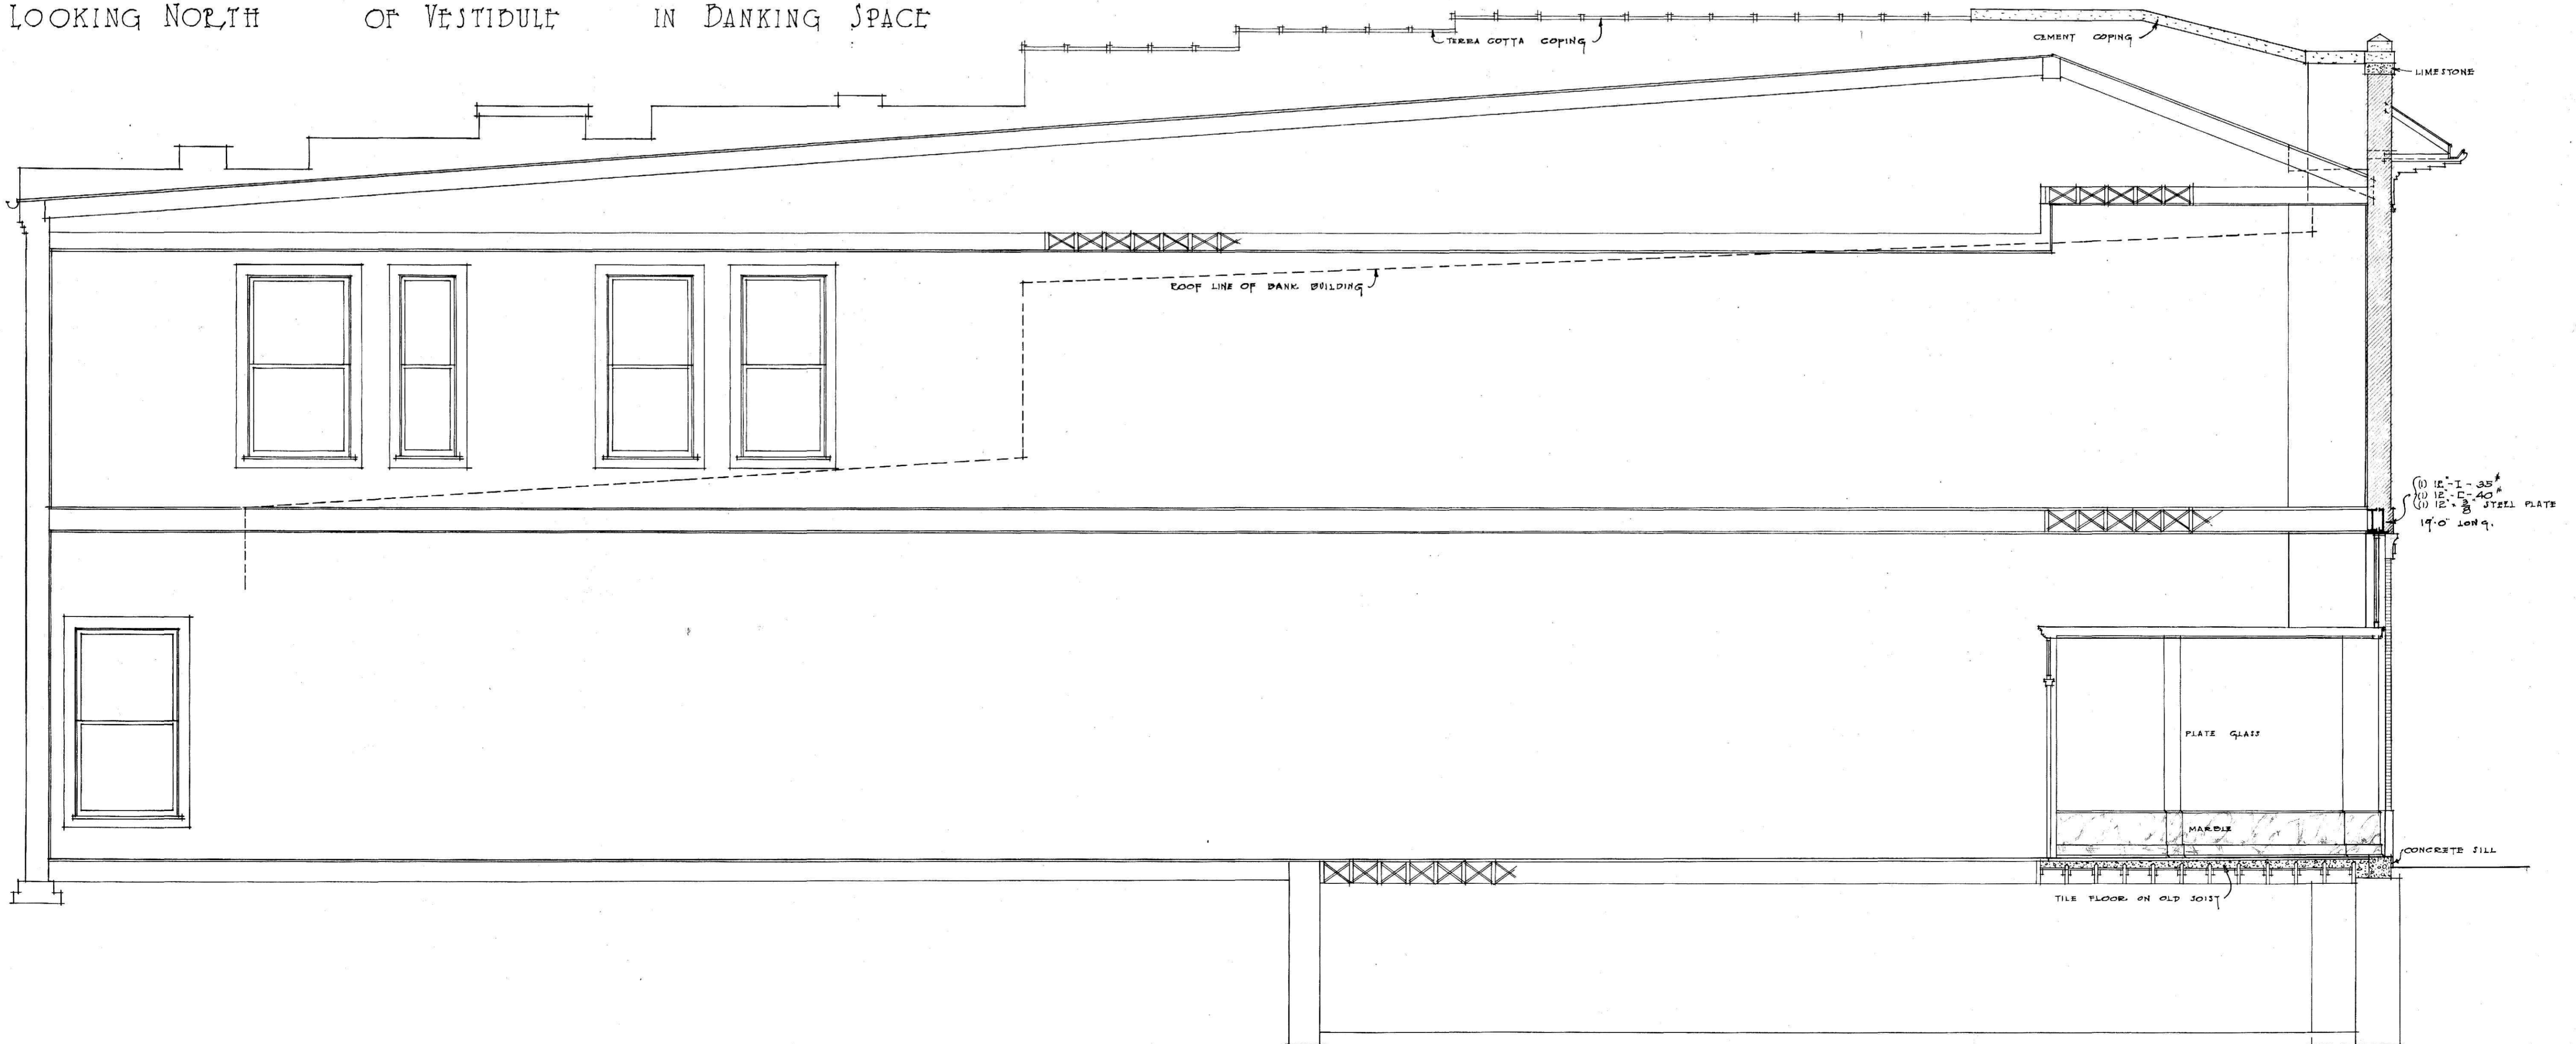 LOOKING NORTH OF VESTIBULE IN BANKING SPACE
TERRA COTTA COPING
CEMENT COPING
LIMESTONE
ROOF LINE OF BANK BUILDING
(1) 12"-I-35#
(1) 12"-[-40#
(1) 12" x 3/8" STEEL PLATE
19'-0" LONG.
PLATE GLASS
MARBLE
CONCRETE SILL
TILE FLOOR ON OLD JOIST